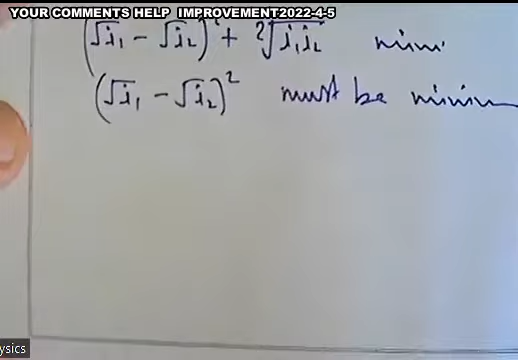 YOUR COMMENTS HELP IMPROVEMENT2022-4-5
(√i₁ - √i₂)² + 2√i₁i₂ mini
(√i₁ - √i₂)² must be minim
ysics